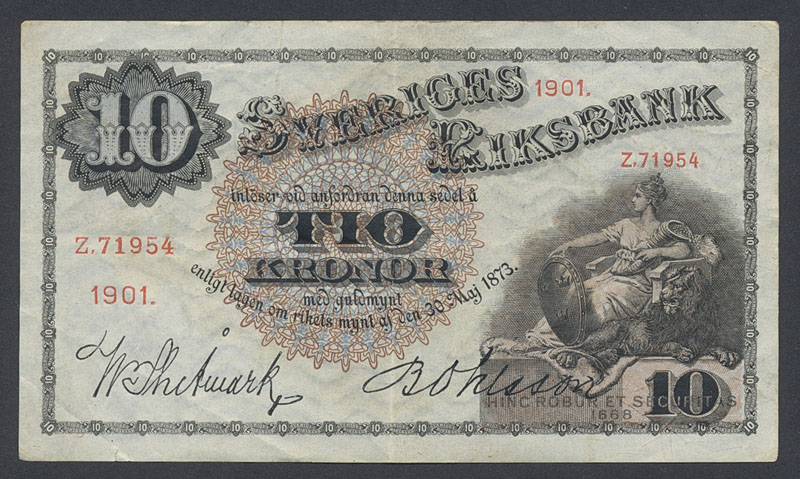 10
SVERIGES
RIKSBANK
1901.
Z,71954
inlöser vid anfordran denna sedel å
TIO
KRONOR
med guldmynt
enligt lagen om rikets mynt af den 30 Maj 1873.
Z,71954
1901.
HINC ROBUR ET SECURITAS
1668
10